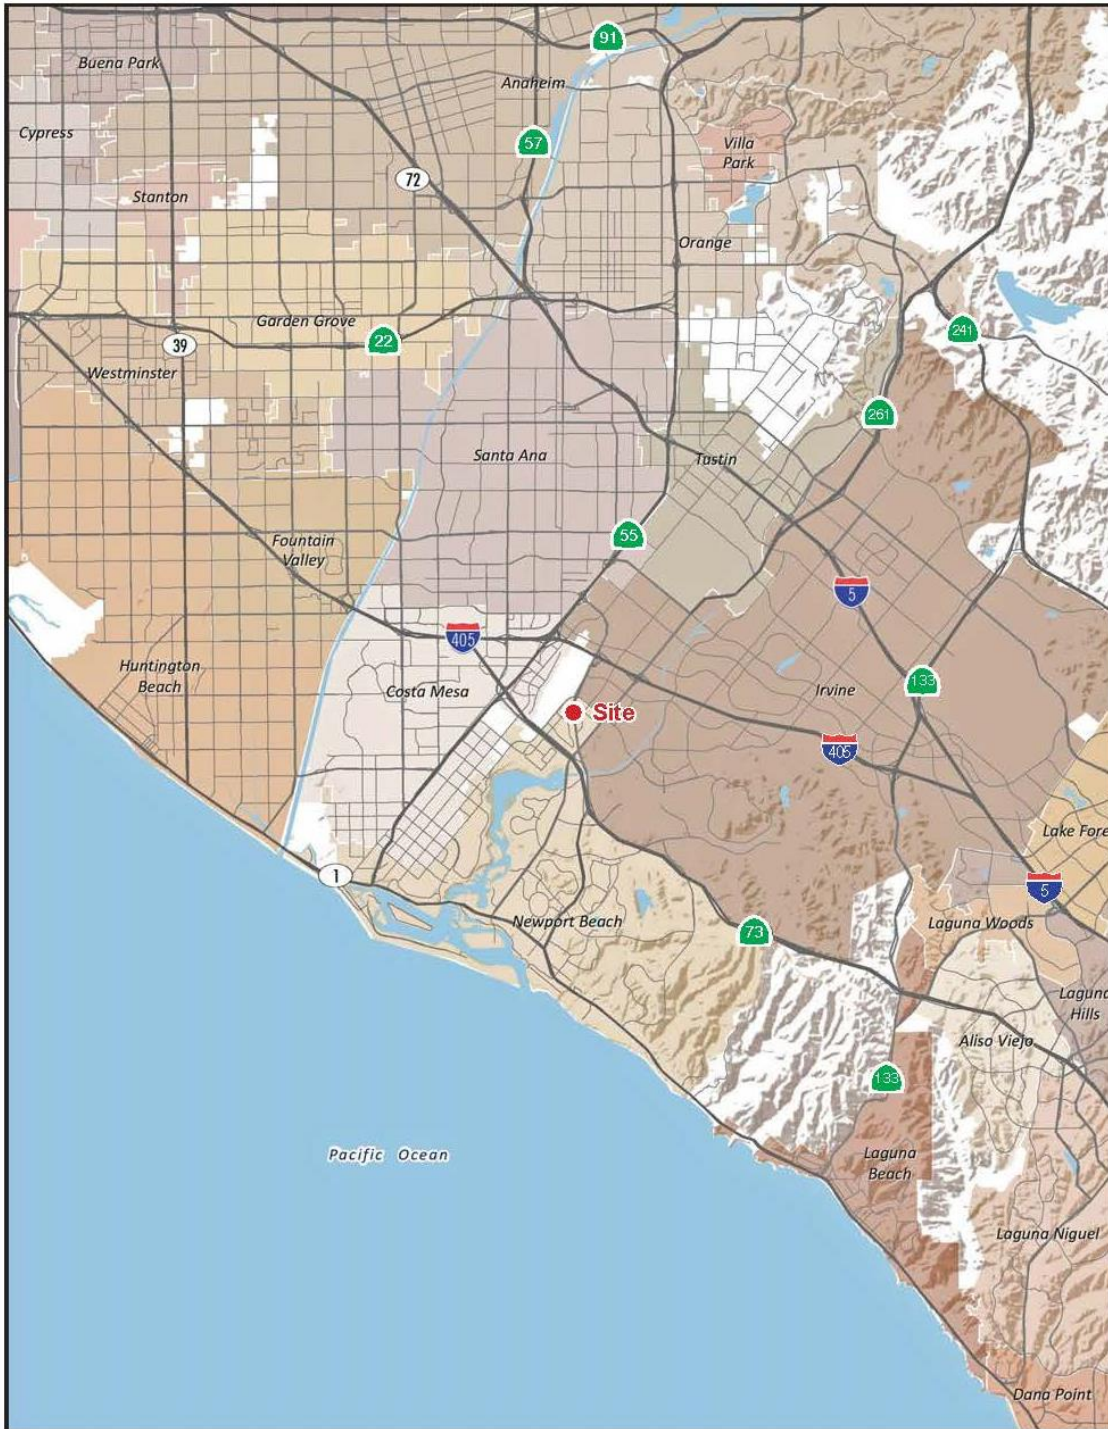 91
Buena Park
Anaheim
Cypress
57
Villa
Park
72
Stanton
Orange
Garden Grove
241
39
22
Westminster
261
Santa Ana
Tustin
55
Fountain
Valley
5
405
Huntington
Beach
Costa Mesa
133
Irvine
Site
405
Lake Fore
1
5
Newport Beach
Laguna Woods
73
Laguna
Hills
Aliso Viejo
133
Pacific Ocean
Laguna
Beach
Laguna Niguel
Dana Point